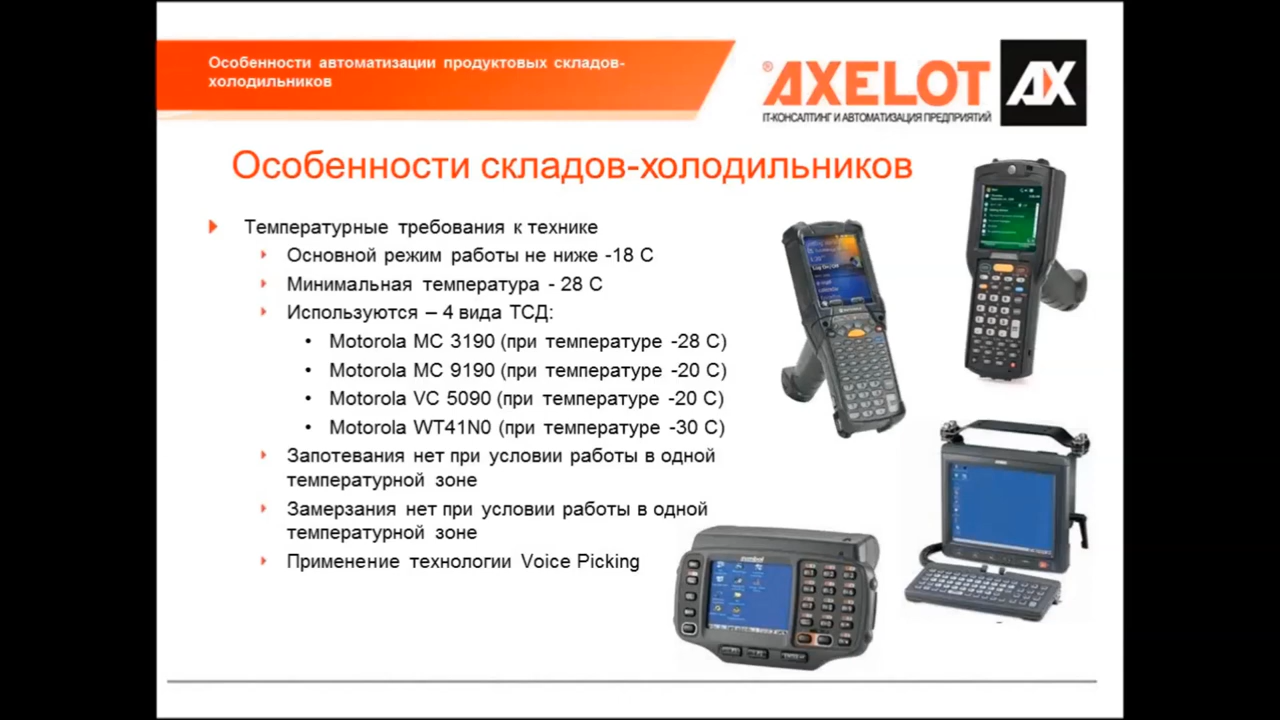 Особенности автоматизации продуктовых складов-
холодильников
® AXELOT AX
IT-КОНСАЛТИНГ И АВТОМАТИЗАЦИЯ ПРЕДПРИЯТИЙ
Особенности складов-холодильников
Температурные требования к технике
Основной режим работы не ниже -18 С
Минимальная температура - 28 С
Используются – 4 вида ТСД:
• Motorola MC 3190 (при температуре -28 С)
• Motorola MC 9190 (при температуре -20 С)
• Motorola VC 5090 (при температуре -20 С)
• Motorola WT41N0 (при температуре -30 С)
Запотевания нет при условии работы в одной
температурной зоне
Замерзания нет при условии работы в одной
температурной зоне
Применение технологии Voice Picking
symbol